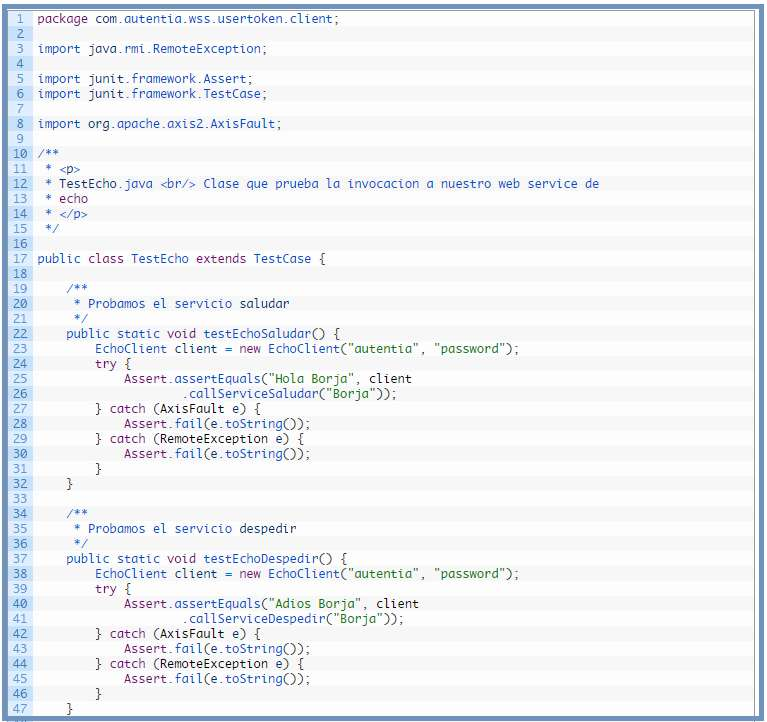 1 package com.autentia.wss.usertoken.client;
2
3 import java.rmi.RemoteException;
4
5 import junit.framework.Assert;
6 import junit.framework.TestCase;
7
8 import org.apache.axis2.AxisFault;
9
10 /**
11  * <p>
12  * TestEcho.java <br/> Clase que prueba la invocacion a nuestro web service de
13  * echo
14  * </p>
15  */
16
17 public class TestEcho extends TestCase {
18
19     /**
20      * Probamos el servicio saludar
21      */
22     public static void testEchoSaludar() {
23         EchoClient client = new EchoClient("autentia", "password");
24         try {
25             Assert.assertEquals("Hola Borja", client
26                     .callServiceSaludar("Borja"));
27         } catch (AxisFault e) {
28             Assert.fail(e.toString());
29         } catch (RemoteException e) {
30             Assert.fail(e.toString());
31         }
32     }
33
34     /**
35      * Probamos el servicio despedir
36      */
37     public static void testEchoDespedir() {
38         EchoClient client = new EchoClient("autentia", "password");
39         try {
40             Assert.assertEquals("Adios Borja", client
41                     .callServiceDespedir("Borja"));
42         } catch (AxisFault e) {
43             Assert.fail(e.toString());
44         } catch (RemoteException e) {
45             Assert.fail(e.toString());
46         }
47     }